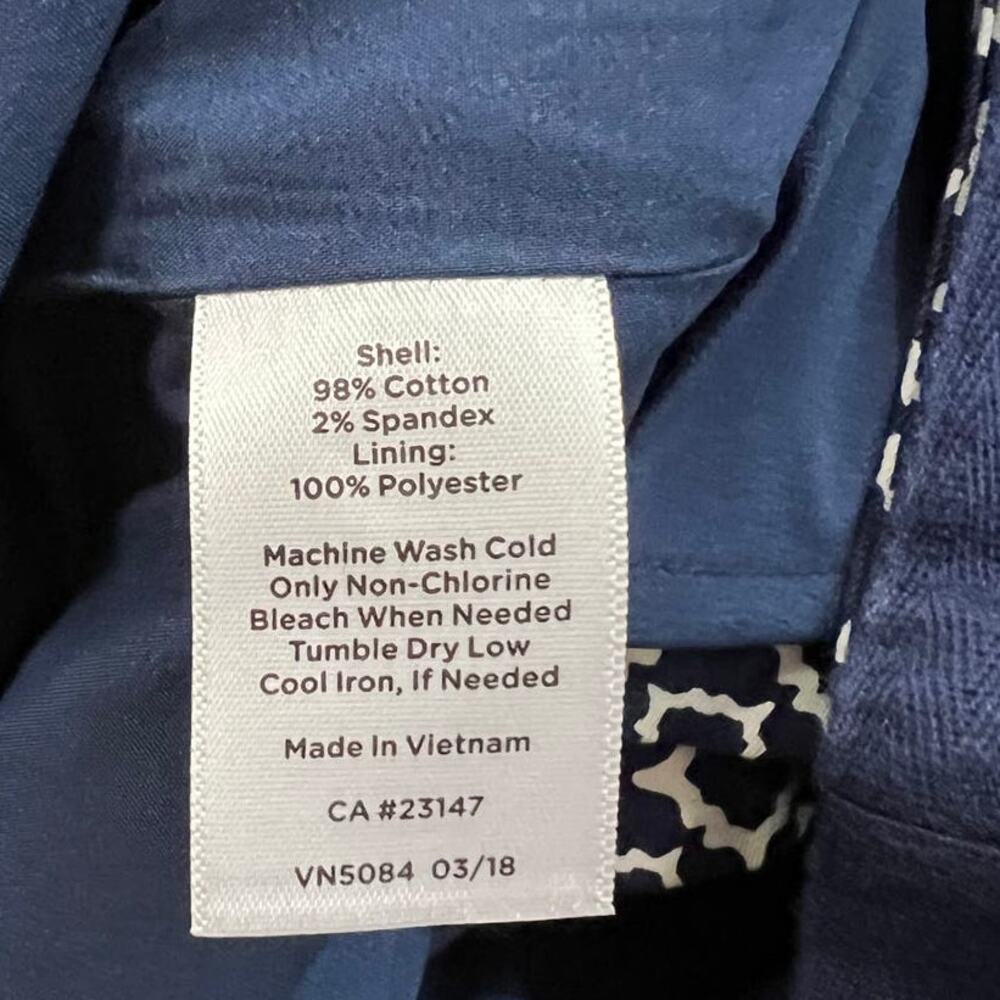 Shell:
98% Cotton
2% Spandex
Lining:
100% Polyester
Machine Wash Cold
Only Non-Chlorine
Bleach When Needed
Tumble Dry Low
Cool Iron, If Needed
Made In Vietnam
CA #23147
VN5084 03/18